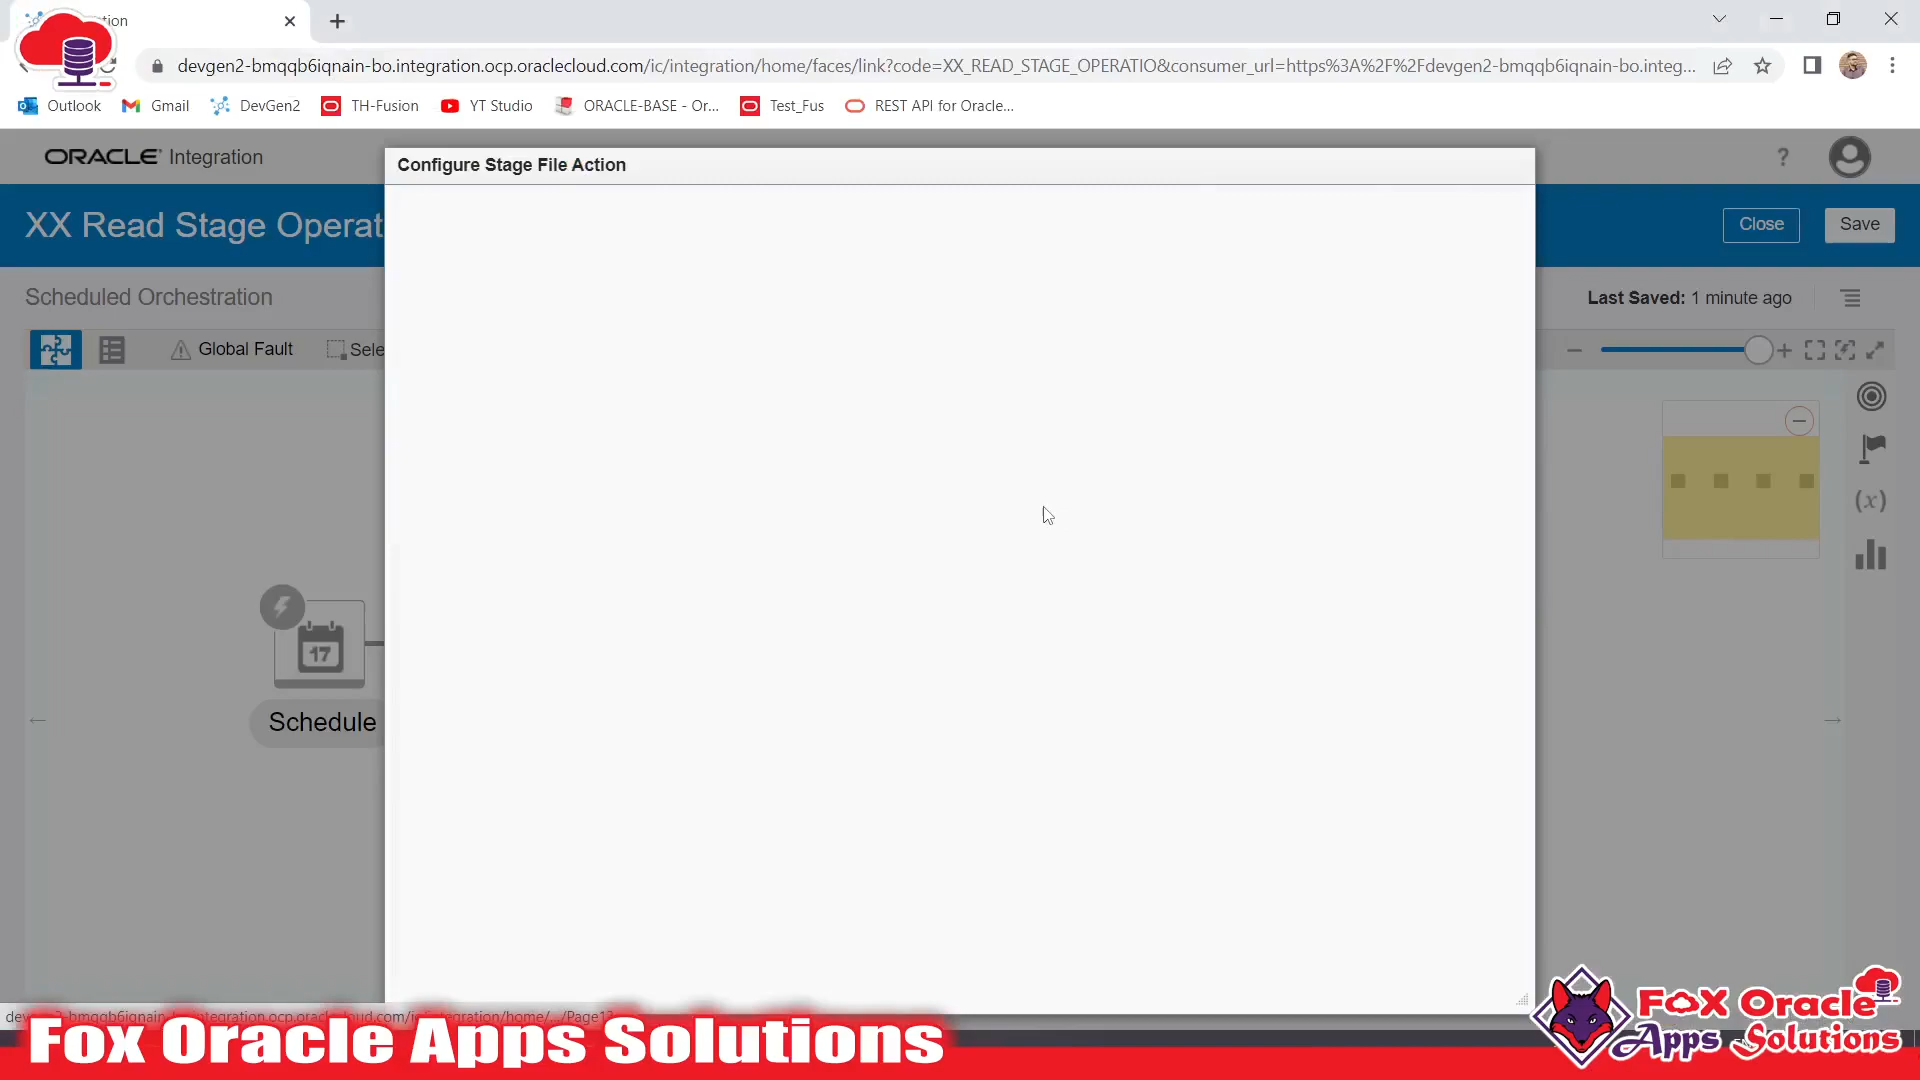 ntion
devgen2-bmqqb6iqnain-bo.integration.ocp.oraclecloud.com/ic/integration/home/faces/link?code=XX_READ_STAGE_OPERATIO&consumer_url=https%3A%2F%2Fdevgen2-bmqqb6iqnain-bo.integ...
Outlook Gmail DevGen2 TH-Fusion YT Studio ORACLE-BASE - Or... Test_Fus REST API for Oracle...
ORACLE Integration
Configure Stage File Action
?
XX Read Stage Operat
Close Save
Scheduled Orchestration
Last Saved: 1 minute ago
Global Fault
Sele
(x)
17
Schedule
Fox Oracle Apps Solutions
Fox Oracle
Apps Solutions